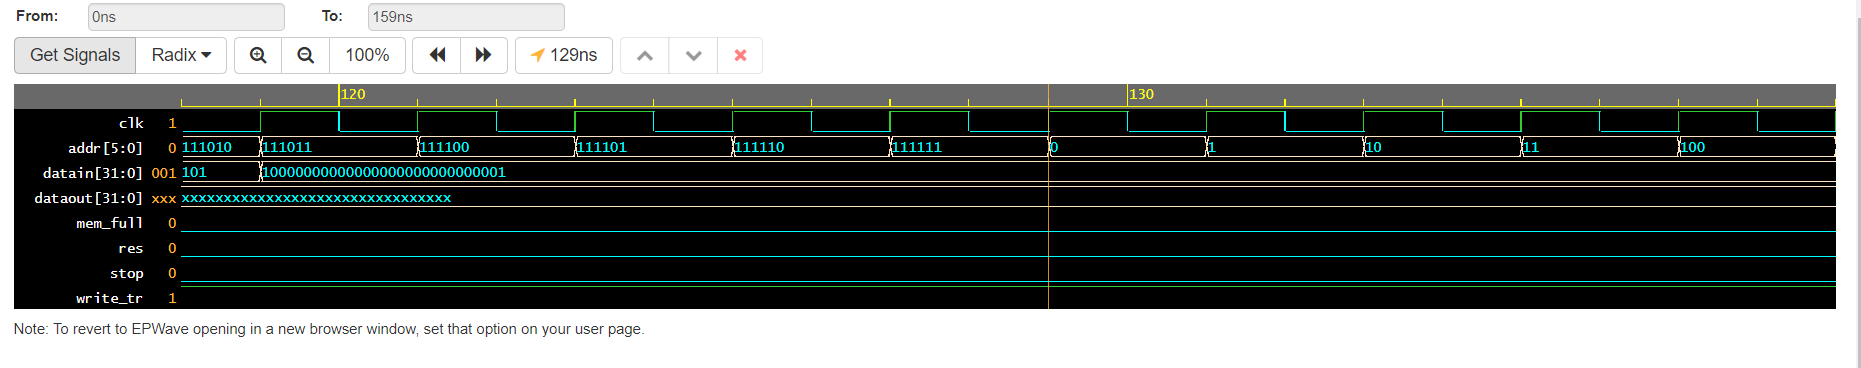 From: 0ns To: 159ns
Get Signals Radix 100% 129ns
120 130
clk 1
addr[5:0] 0 111010 111011 111100 111101 111110 111111 0 1 10 11 100
datain[31:0] 001 101 10000000000000000000000000001
dataout[31:0] xxx xxxxxxxxxxxxxxxxxxxxxxxxxxxxxxxx
mem_full 0
res 0
stop 0
write_tr 1
Note: To revert to EPWave opening in a new browser window, set that option on your user page.